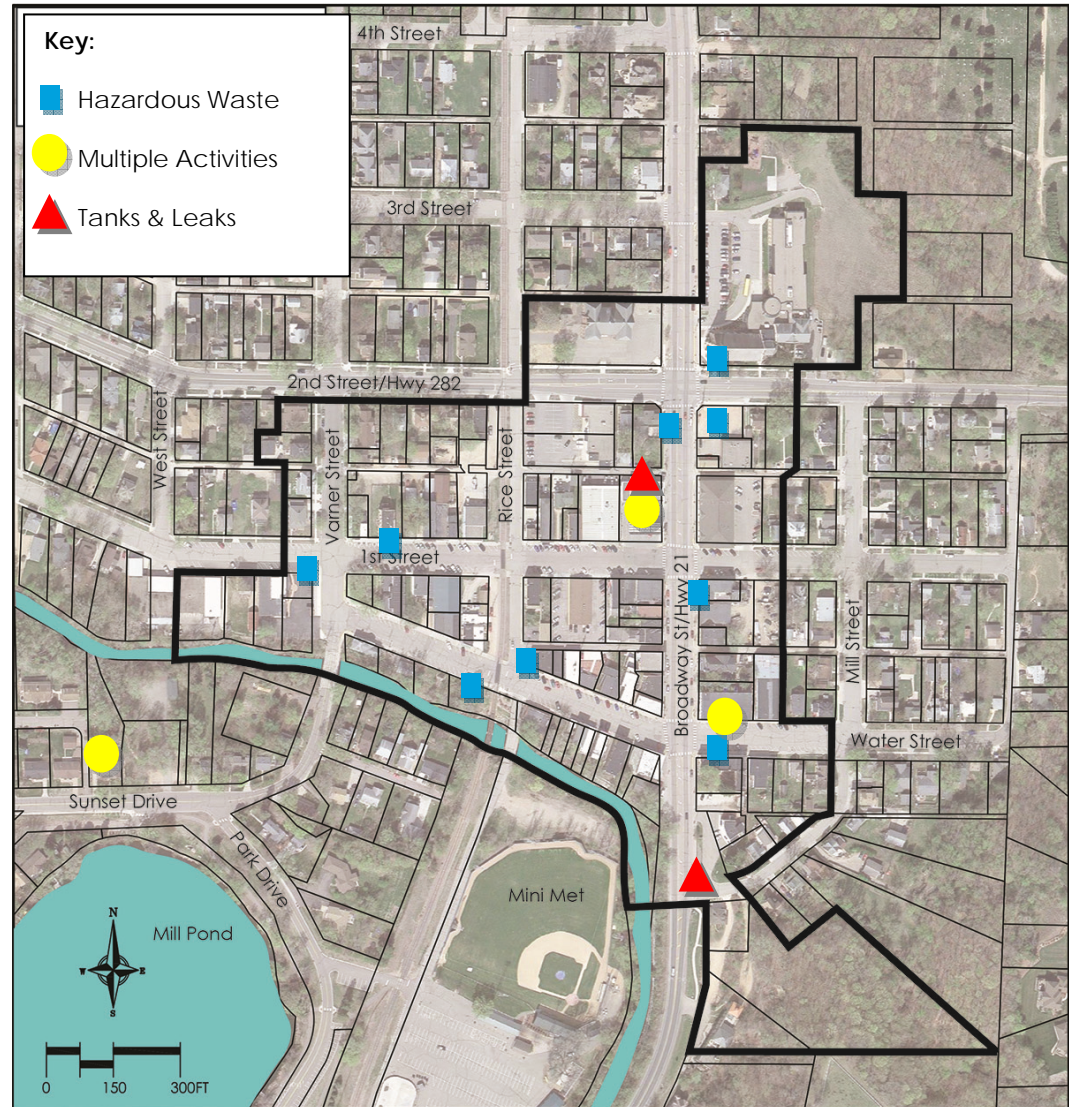 Key:
Hazardous Waste
Multiple Activities
Tanks & Leaks
4th Street
3rd Street
2nd Street/Hwy 282
West Street
Varner Street
Rice Street
1st Street
Broadway ST/Hwy 21
Mill Street
Water Street
Sunset Drive
Park Drive
Mini Met
Mill Pond
N
W
E
S
0 150 300FT